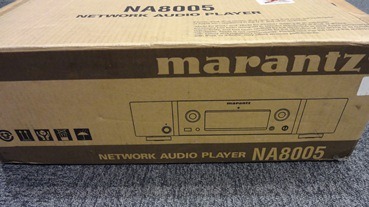 NA8005
NETWORK AUDIO PLAYER
marantz
marantz
NETWORK AUDIO PLAYER NA8005